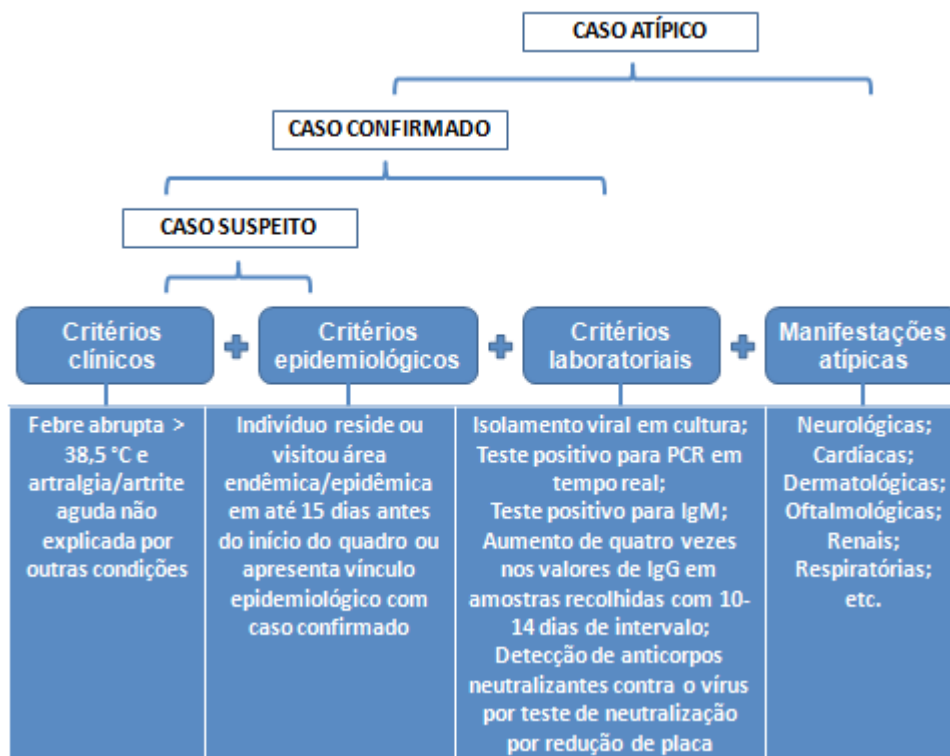 CASO ATÍPICO
CASO CONFIRMADO
CASO SUSPEITO
Critérios
clínicos
Critérios
epidemiológicos
Critérios
laboratoriais
Manifestações
atípicas
Febre abrupta >
38,5 °C e
artralgia/artrite
aguda não
explicada por
outras condições
Indivíduo reside ou
visitou área
endêmica/epidêmica
em até 15 dias antes
do início do quadro ou
apresenta vínculo
epidemiológico com
caso confirmado
Isolamento viral em cultura;
Teste positivo para PCR em
tempo real;
Teste positivo para IgM;
Aumento de quatro vezes
nos valores de IgG em
amostras recolhidas com 10-
14 dias de intervalo;
Detecção de anticorpos
neutralizantes contra o vírus
por teste de neutralização
por redução de placa
Neurológicas;
Cardíacas;
Dermatológicas;
Oftalmológicas;
Renais;
Respiratórias;
etc.